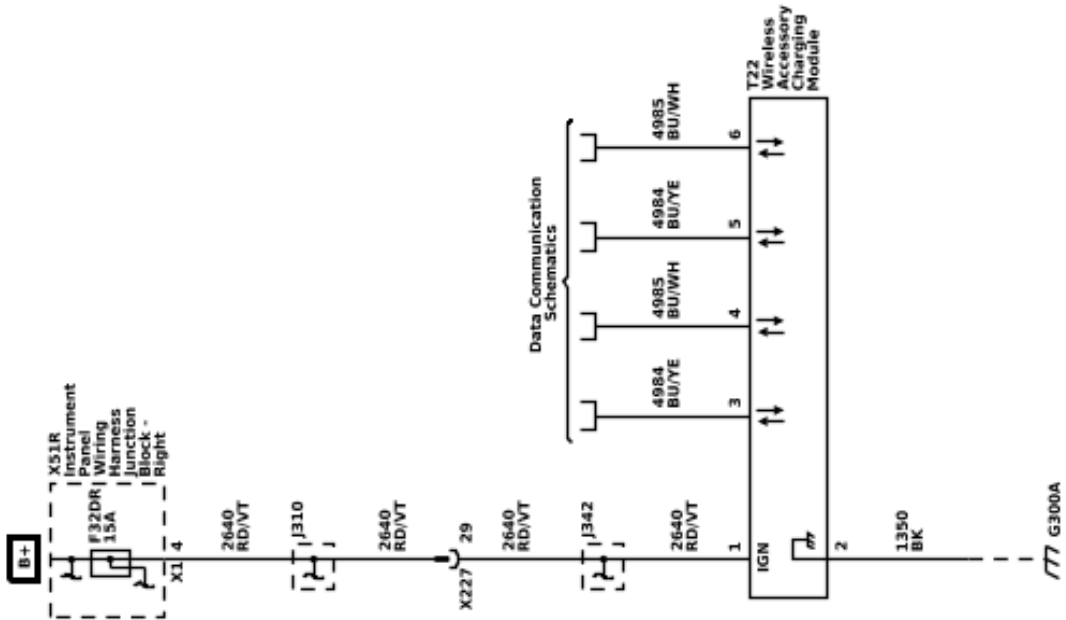 B+
X51R
Instrument
Panel
Wiring
Harness
Junction
Block -
Right
F32DR
15A
X1
4
2640
RD/VT
J310
2640
RD/VT
X227
29
2640
RD/VT
J342
2640
RD/VT
1
IGN
2
1350
BK
G300A
Data Communication
Schematics
4984
BU/YE
3
4985
BU/WH
4
4984
BU/YE
5
4985
BU/WH
6
T22
Wireless
Accessory
Charging
Module